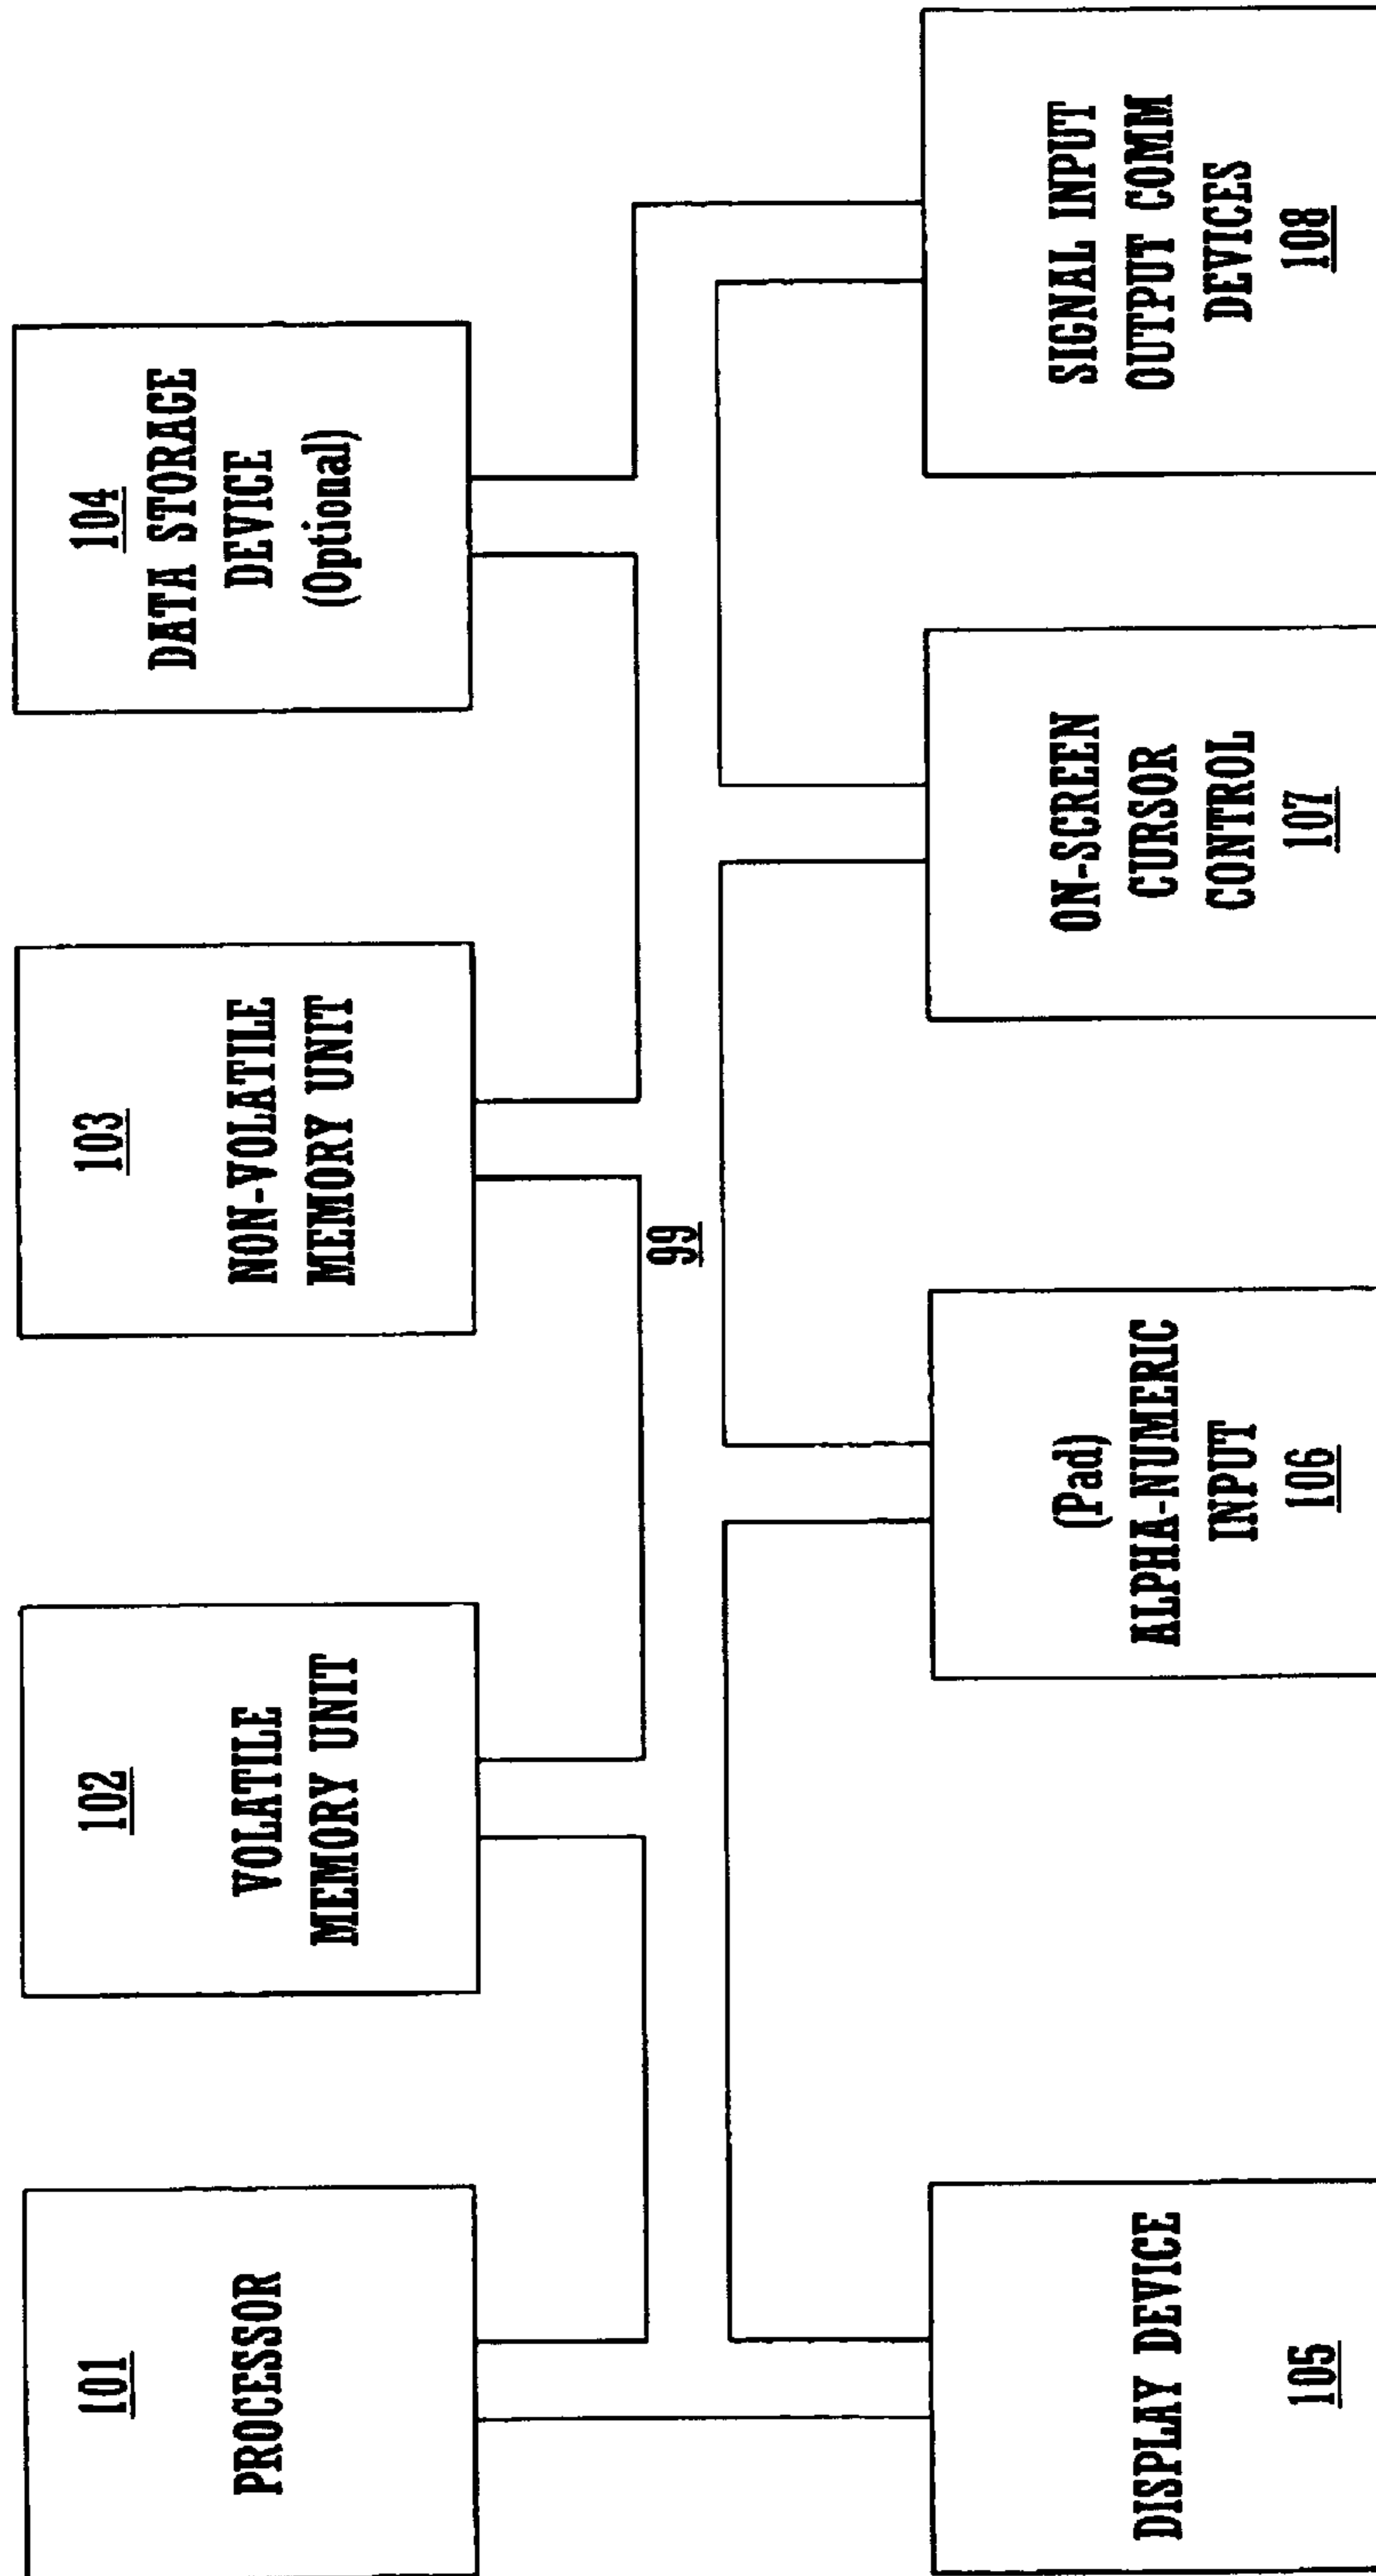 101
PROCESSOR
102
VOLATILE
MEMORY UNIT
103
NON-VOLATILE
MEMORY UNIT
104
DATA STORAGE
DEVICE
(Optional)
99
DISPLAY DEVICE
105
(Pad)
ALPHA-NUMERIC
INPUT
106
ON-SCREEN
CURSOR
CONTROL
107
SIGNAL INPUT
OUTPUT COMM
DEVICES
108